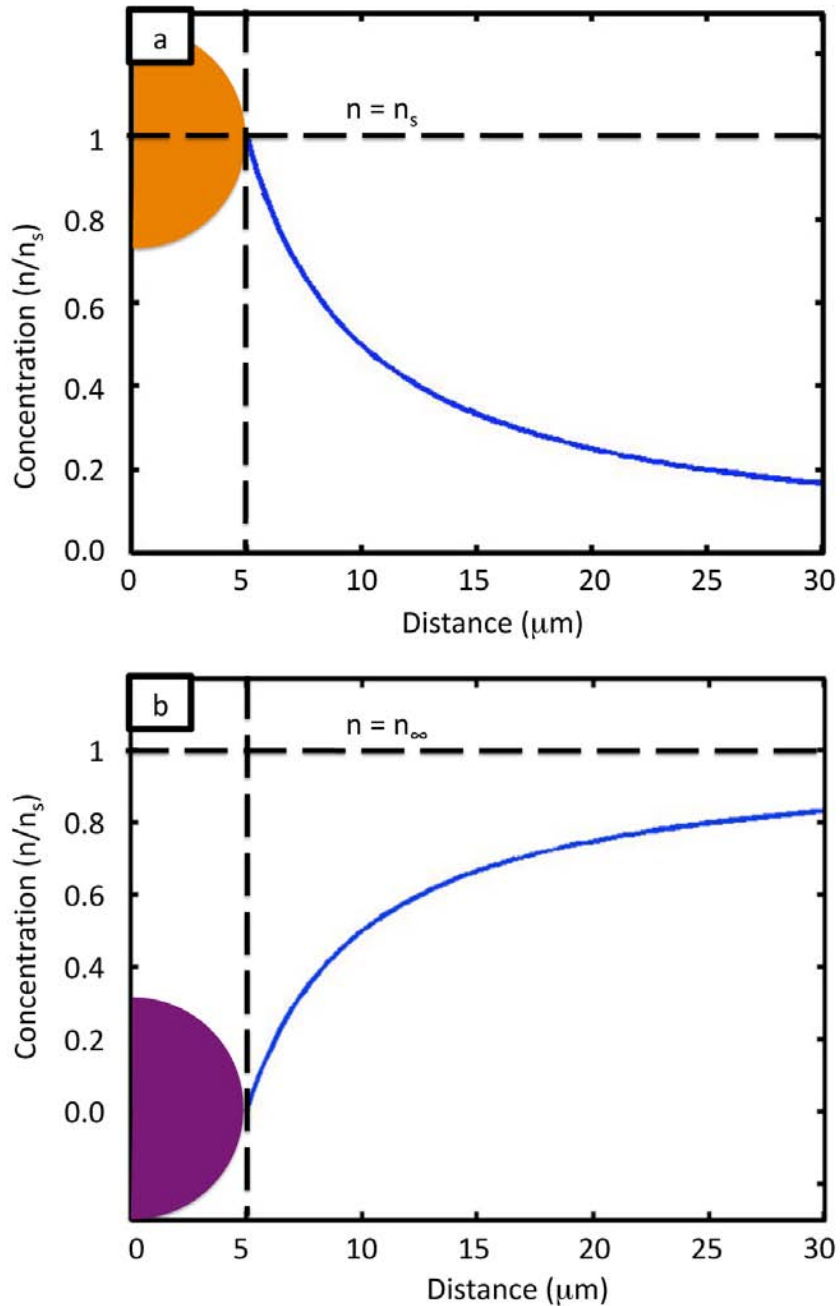 a
n = nₛ
1
0.8
0.6
0.4
0.2
0.0
Concentration (n/nₛ)
0 5 10 15 20 25 30
Distance (μm)
b
n = n∞
1
0.8
0.6
0.4
0.2
0.0
Concentration (n/nₛ)
0 5 10 15 20 25 30
Distance (μm)